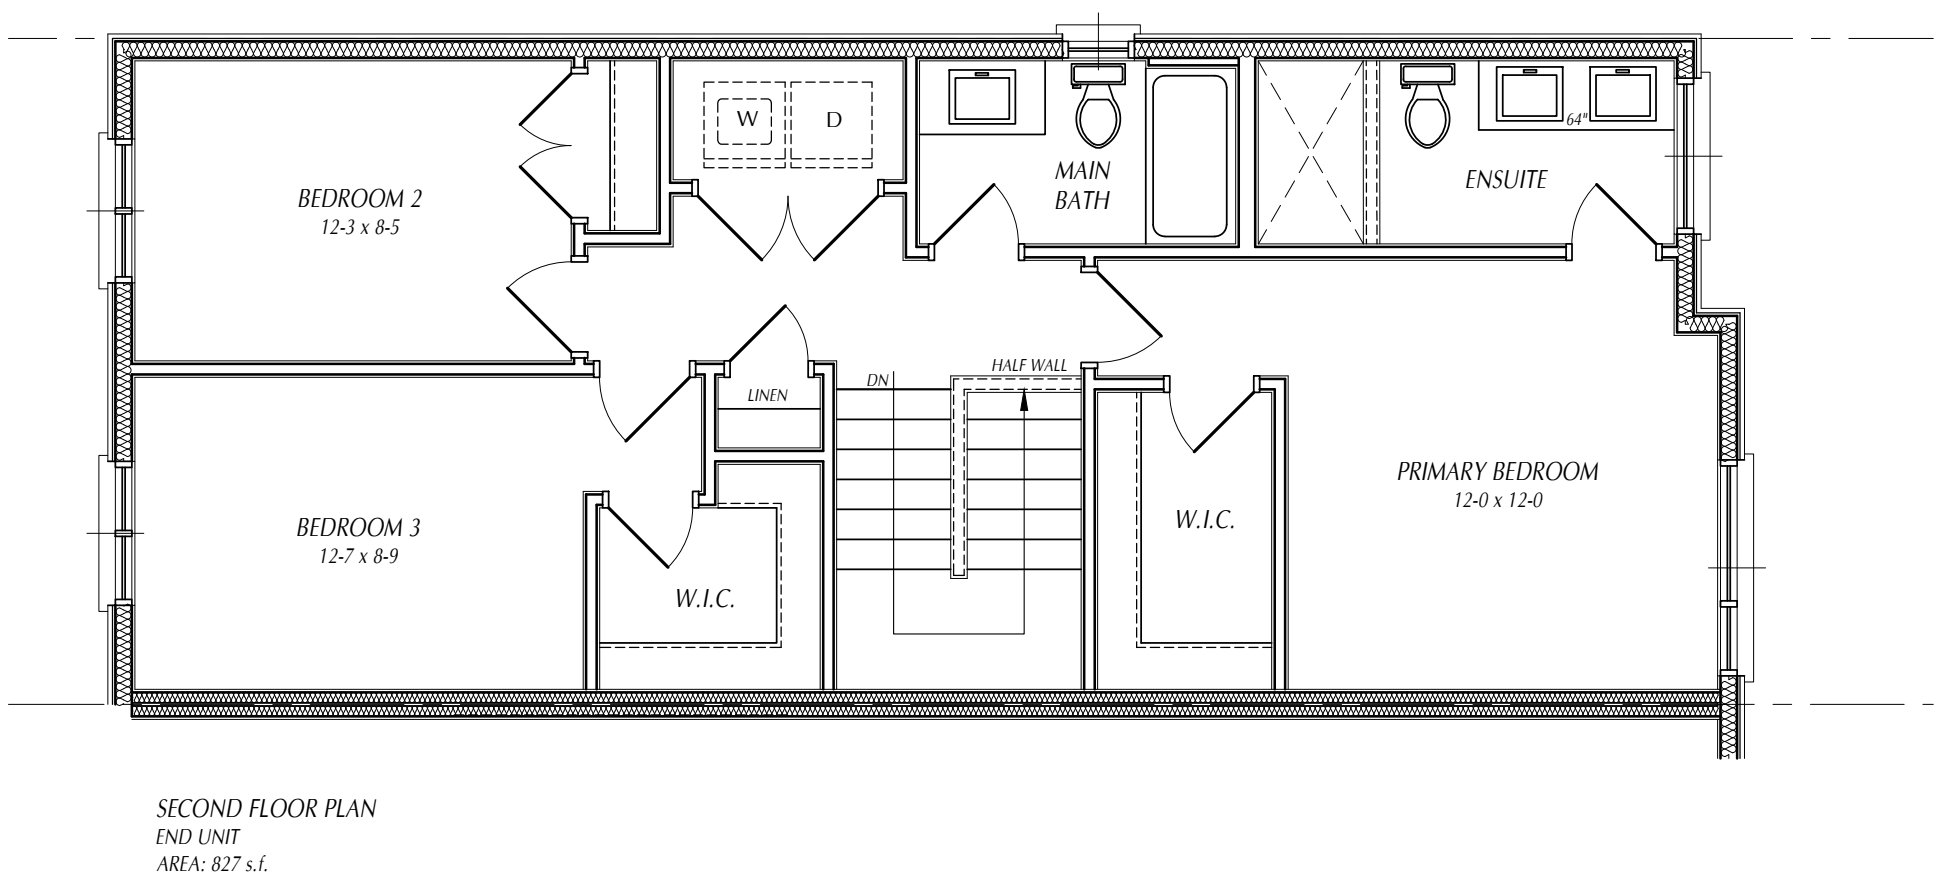 W
D
64"
MAIN
BATH
ENSUITE
BEDROOM 2
12-3 x 8-5
HALF WALL
DN
LINEN
PRIMARY BEDROOM
12-0 x 12-0
W.I.C.
BEDROOM 3
12-7 x 8-9
W.I.C.
SECOND FLOOR PLAN
END UNIT
AREA: 827 s.f.